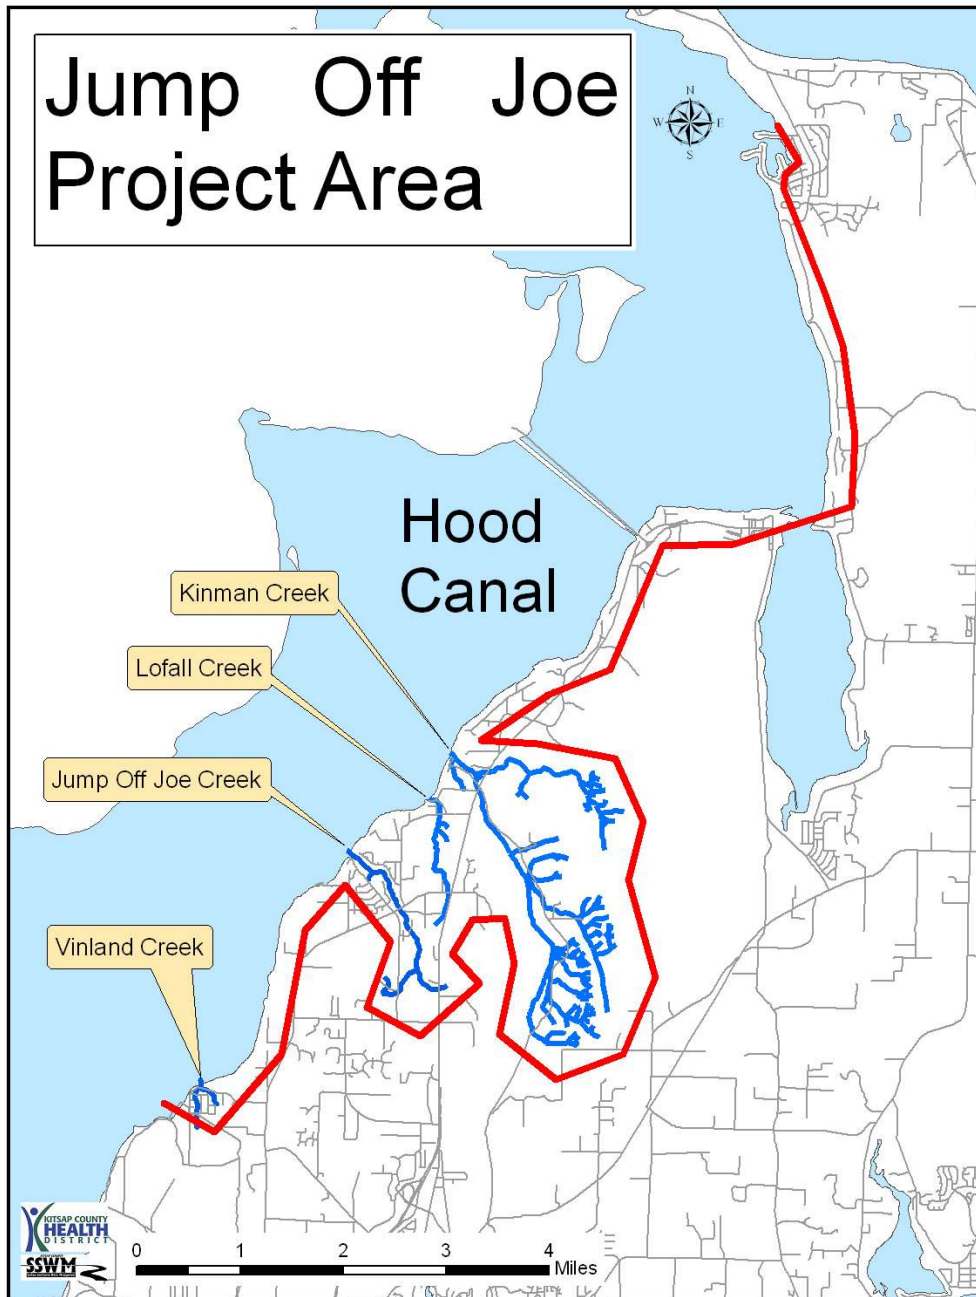 Jump Off Joe
Project Area
N
W E
S
Hood
Canal
Kinman Creek
Lofall Creek
Jump Off Joe Creek
Vinland Creek
KITSAP COUNTY
HEALTH
DISTRICT
SSWM
0 1 2 3 4
Miles